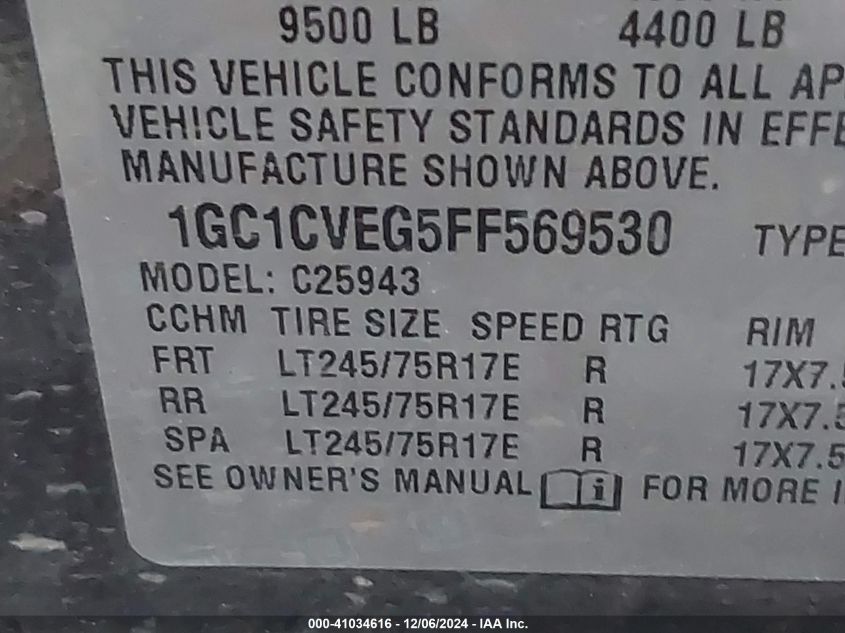 9500 LB 4400 LB
THIS VEHICLE CONFORMS TO ALL AP
VEHICLE SAFETY STANDARDS IN EFFE
MANUFACTURE SHOWN ABOVE.
1GC1CVEG5FF569530 TYPE
MODEL: C25943
CCHM TIRE SIZE SPEED RTG RIM
FRT LT245/75R17E R 17X7.5
RR LT245/75R17E R 17X7.5
SPA LT245/75R17E R 17X7.5
SEE OWNER'S MANUAL i FOR MORE I
000-41034616 - 12/06/2024 - IAA Inc.